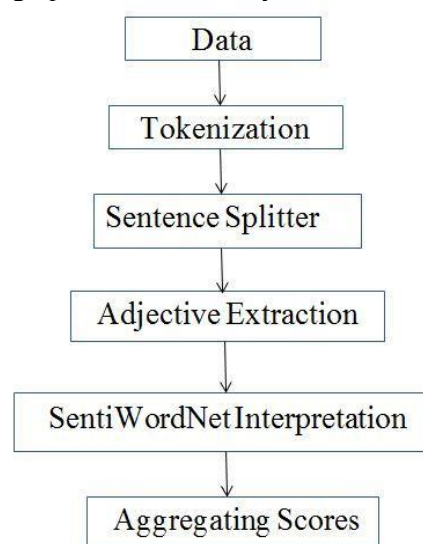 Data
Tokenization
Sentence Splitter
Adjective Extraction
SentiWordNet Interpretation
Aggregating Scores